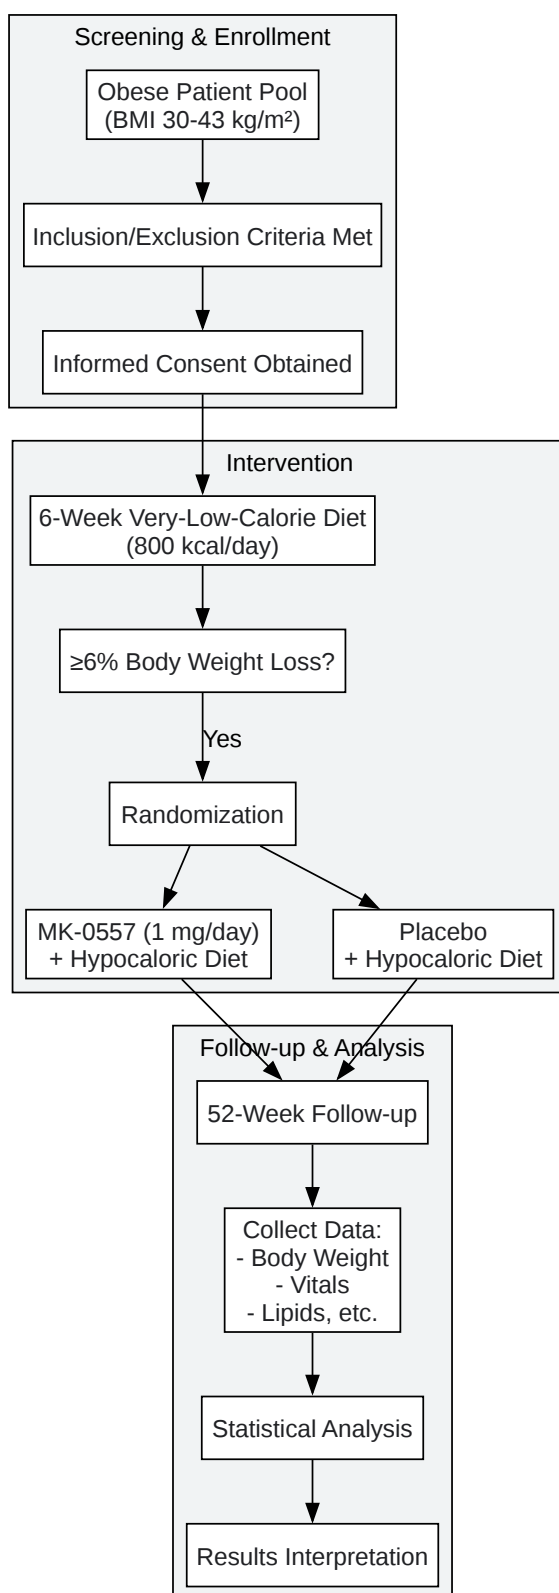 Screening & Enrollment
Obese Patient Pool
(BMI 30-43 kg/m²)
Inclusion/Exclusion Criteria Met
Informed Consent Obtained
Intervention
6-Week Very-Low-Calorie Diet
(800 kcal/day)
≥6% Body Weight Loss?
Yes
Randomization
MK-0557 (1 mg/day)
+ Hypocaloric Diet
Placebo
+ Hypocaloric Diet
Follow-up & Analysis
52-Week Follow-up
Collect Data:
- Body Weight
- Vitals
- Lipids, etc.
Statistical Analysis
Results Interpretation